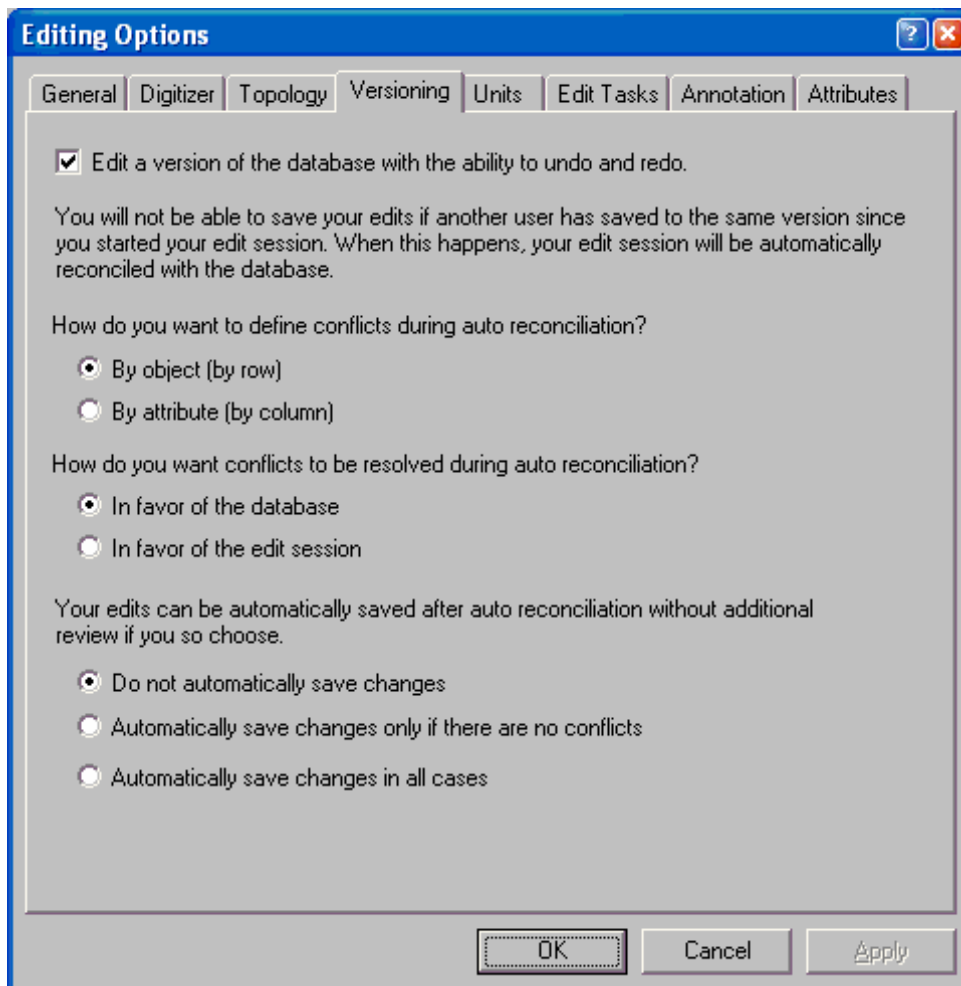 Editing Options
General Digitizer Topology Versioning Units Edit Tasks Annotation Attributes
Edit a version of the database with the ability to undo and redo.
You will not be able to save your edits if another user has saved to the same version since
you started your edit session. When this happens, your edit session will be automatically
reconciled with the database.
How do you want to define conflicts during auto reconciliation?
By object (by row)
By attribute (by column)
How do you want conflicts to be resolved during auto reconciliation?
In favor of the database
In favor of the edit session
Your edits can be automatically saved after auto reconciliation without additional
review if you so choose.
Do not automatically save changes
Automatically save changes only if there are no conflicts
Automatically save changes in all cases
OK Cancel Apply